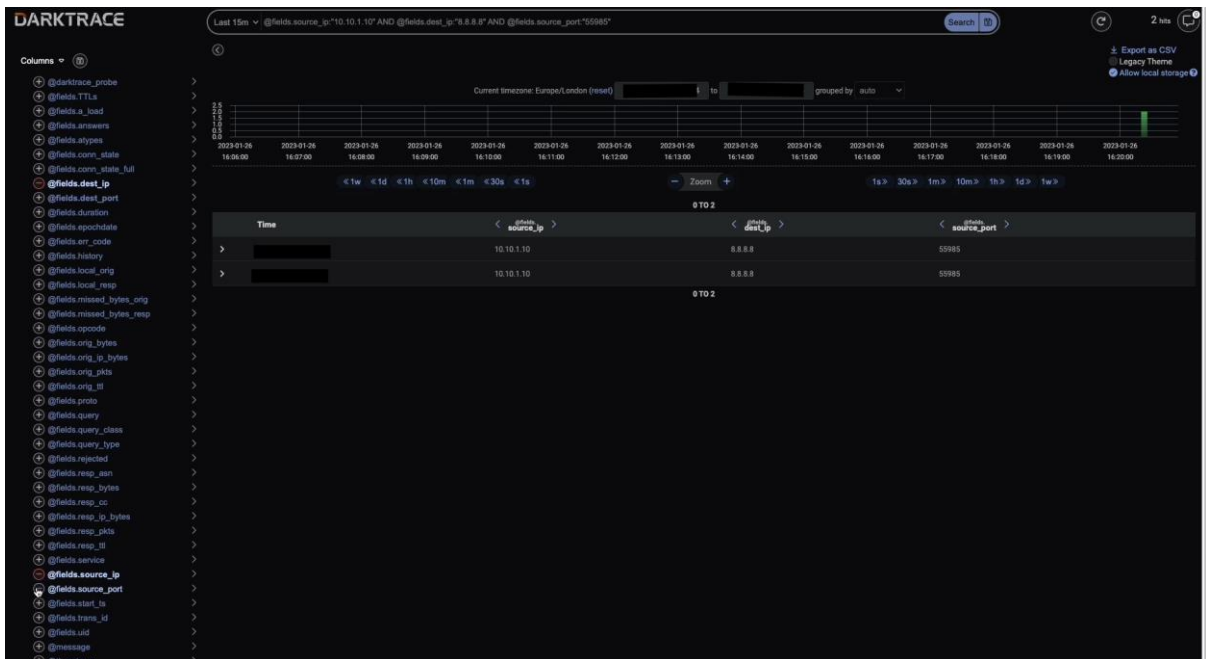 DARKTRACE
Last 15m @fields.source_ip:"10.10.1.10" AND @fields.dest_ip:"8.8.8.8" AND @fields.source_port:"55985"
Search
2 hits
Export as CSV
Legacy Theme
Allow local storage
Columns
Current timezone: Europe/London (reset) to grouped by auto
2.5
2.0
1.5
1.0
0.5
0.0
2023-01-26 2023-01-26 2023-01-26 2023-01-26 2023-01-26 2023-01-26 2023-01-26 2023-01-26 2023-01-26 2023-01-26 2023-01-26 2023-01-26 2023-01-26 2023-01-26 2023-01-26
16:06:00 16:07:00 16:08:00 16:09:00 16:10:00 16:11:00 16:12:00 16:13:00 16:14:00 16:15:00 16:16:00 16:17:00 16:18:00 16:19:00 16:20:00
«1w «1d «1h «10m «1m «30s «1s − Zoom + 1s» 30s» 1m» 10m» 1h» 1d» 1w»
0 TO 2
Time @fields.source_ip @fields.dest_ip @fields.source_port
10.10.1.10 8.8.8.8 55985
10.10.1.10 8.8.8.8 55985
0 TO 2
@darktrace_probe
@fields.TTLs
@fields.a_load
@fields.answers
@fields.atypes
@fields.conn_state
@fields.conn_state_full
@fields.dest_ip
@fields.dest_port
@fields.duration
@fields.epochdate
@fields.err_code
@fields.history
@fields.local_orig
@fields.local_resp
@fields.missed_bytes_orig
@fields.missed_bytes_resp
@fields.opcode
@fields.orig_bytes
@fields.orig_ip_bytes
@fields.orig_pkts
@fields.orig_ttl
@fields.proto
@fields.query
@fields.query_class
@fields.query_type
@fields.rejected
@fields.resp_asn
@fields.resp_bytes
@fields.resp_cc
@fields.resp_ip_bytes
@fields.resp_pkts
@fields.resp_ttl
@fields.service
@fields.source_ip
@fields.source_port
@fields.start_ts
@fields.trans_id
@fields.uid
@message